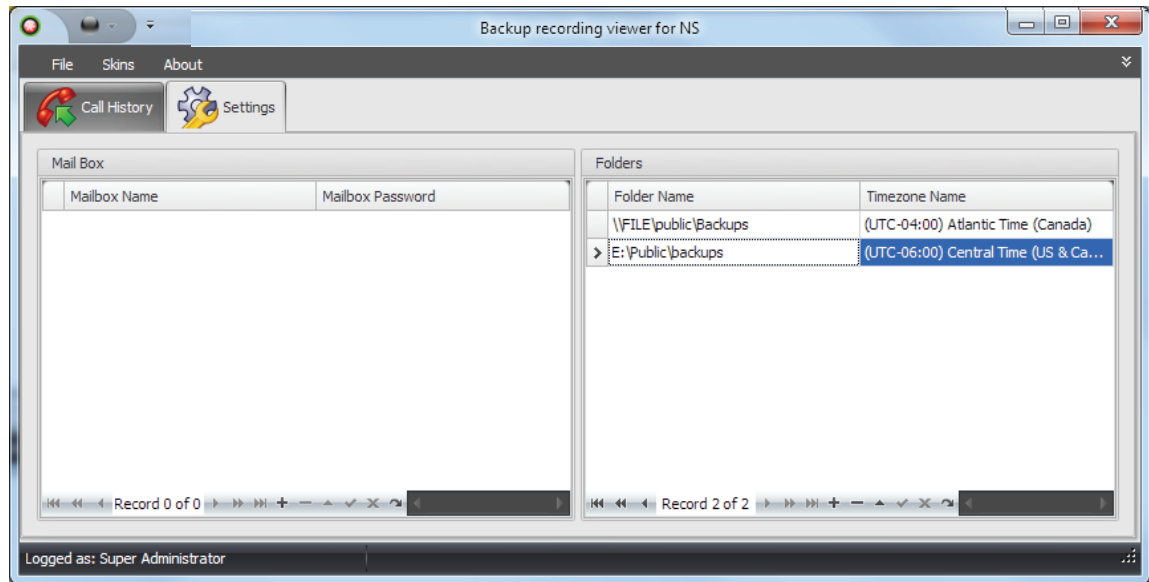 Backup recording viewer for NS
File Skins About
Call History Settings
Mail Box
Mailbox Name Mailbox Password
Record 0 of 0
Folders
Folder Name Timezone Name
\\FILE\public\Backups (UTC-04:00) Atlantic Time (Canada)
E:\Public\backups (UTC-06:00) Central Time (US & Ca...
Record 2 of 2
Logged as: Super Administrator